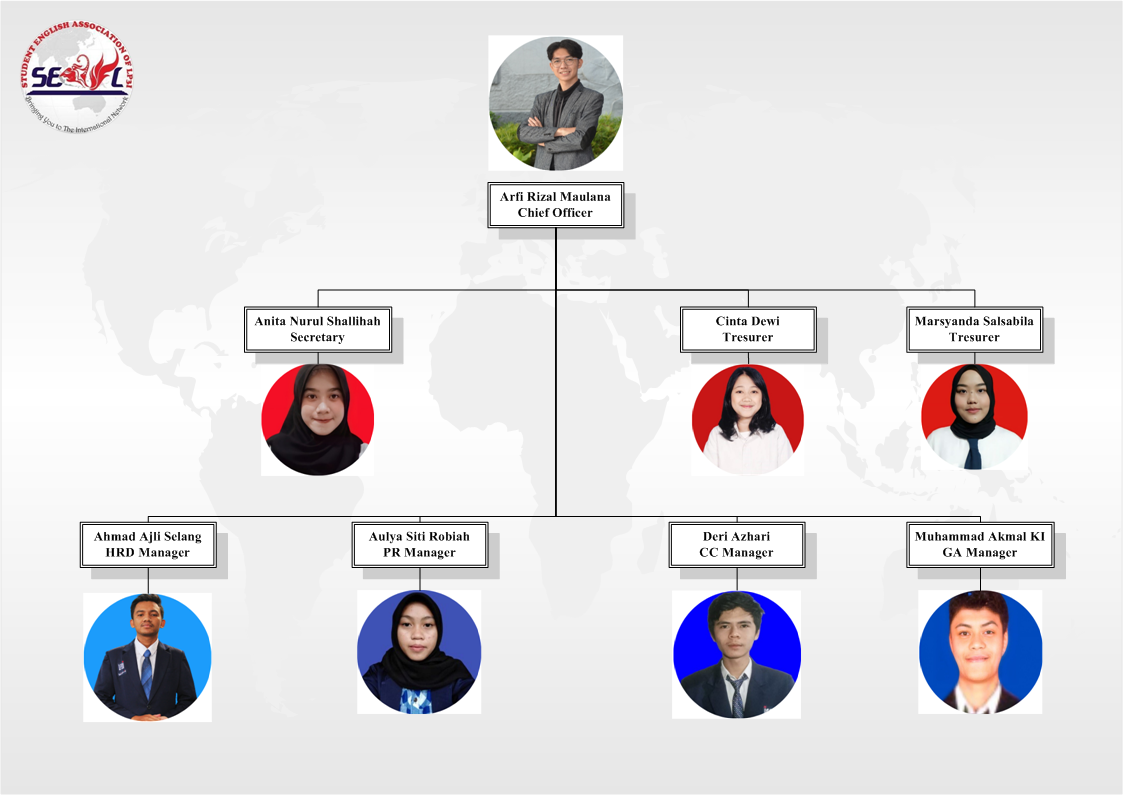 STUDENT ENGLISH ASSOCIATION OF LP3I
SEAL
Bringing You to The International Network
Arfi Rizal Maulana
Chief Officer
Anita Nurul Shallihah
Secretary
Cinta Dewi
Tresurer
Marsyanda Salsabila
Tresurer
Ahmad Ajli Selang
HRD Manager
Aulya Siti Robiah
PR Manager
Deri Azhari
CC Manager
Muhammad Akmal KI
GA Manager